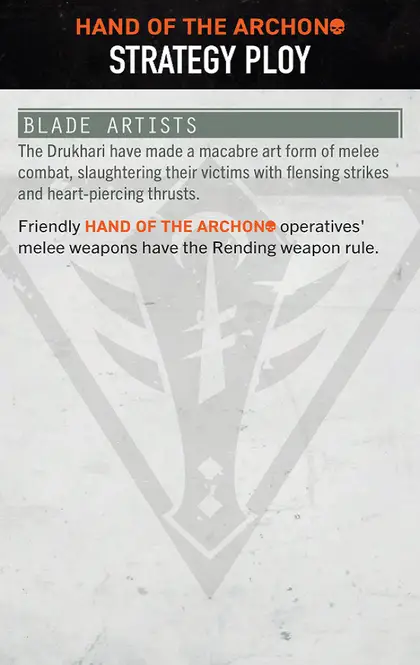 HAND OF THE ARCHON
STRATEGY PLOY
BLADE ARTISTS
The Drukhari have made a macabre art form of melee
combat, slaughtering their victims with flensing strikes
and heart-piercing thrusts.
Friendly HAND OF THE ARCHON operatives'
melee weapons have the Rending weapon rule.